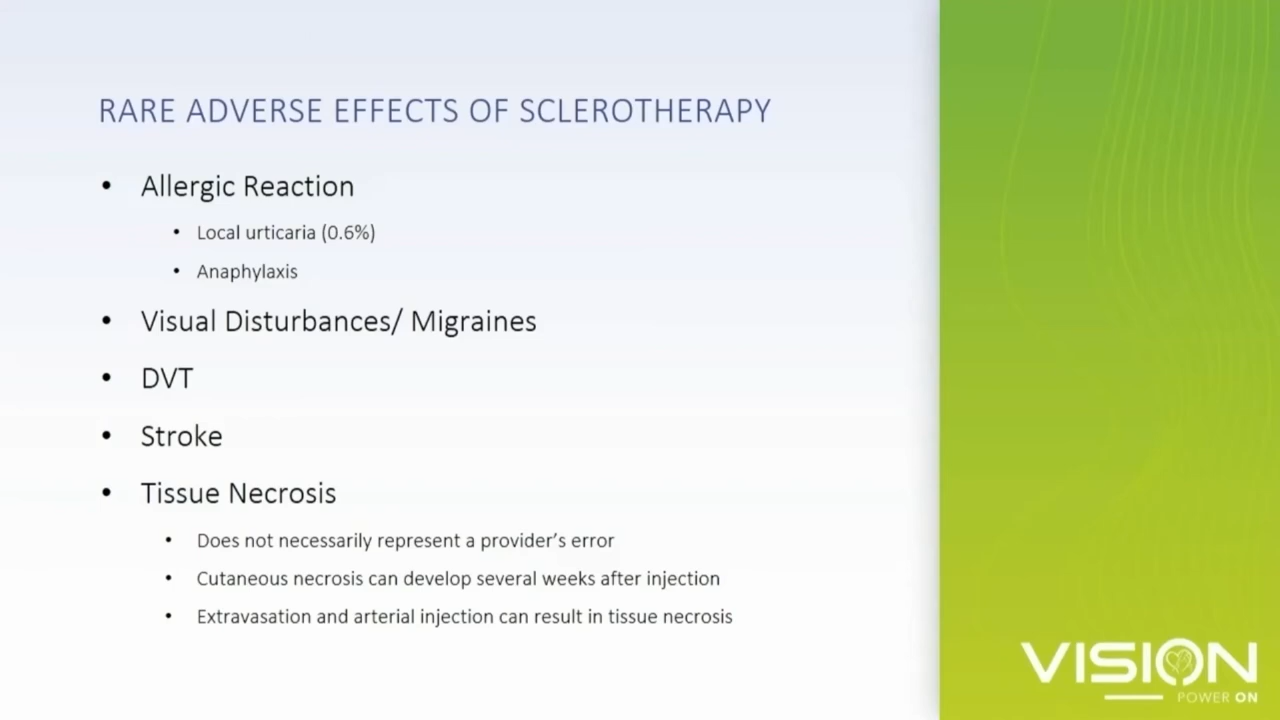 RARE ADVERSE EFFECTS OF SCLEROTHERAPY
• Allergic Reaction
• Local urticaria (0.6%)
• Anaphylaxis
• Visual Disturbances/ Migraines
• DVT
• Stroke
• Tissue Necrosis
• Does not necessarily represent a provider’s error
• Cutaneous necrosis can develop several weeks after injection
• Extravasation and arterial injection can result in tissue necrosis
VISION
POWER ON